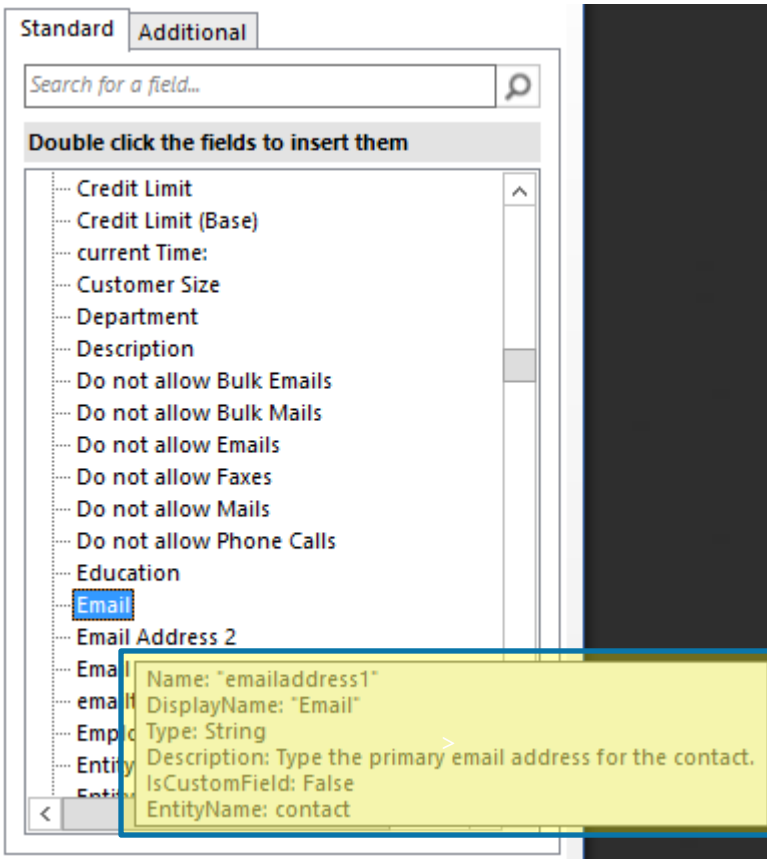 Standard
Additional
Search for a field...
Double click the fields to insert them
Credit Limit
Credit Limit (Base)
current Time:
Customer Size
Department
Description
Do not allow Bulk Emails
Do not allow Bulk Mails
Do not allow Emails
Do not allow Faxes
Do not allow Mails
Do not allow Phone Calls
Education
Email
Email Address 2
Email
Name: "emailaddress1"
DisplayName: "Email"
Type: String
Description: Type the primary email address for the contact.
IsCustomField: False
EntityName: contact